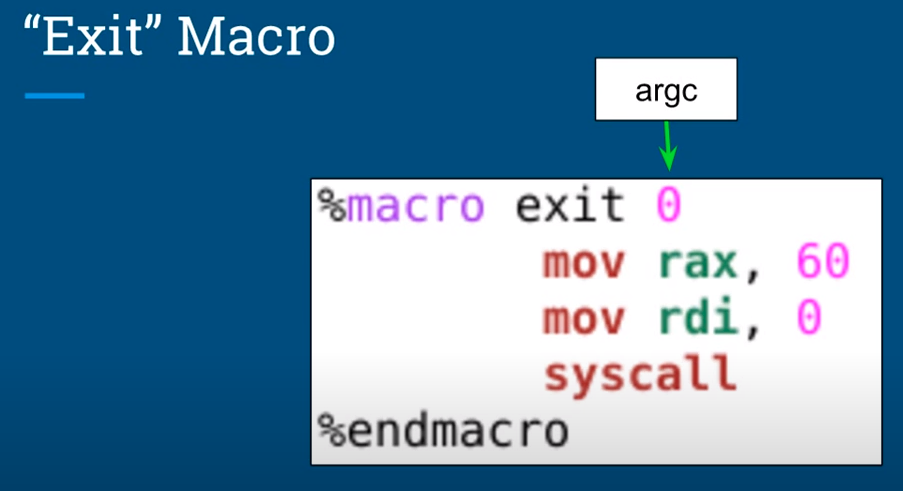 “Exit” Macro
argc
%macro exit 0
mov rax, 60
mov rdi, 0
syscall
%endmacro